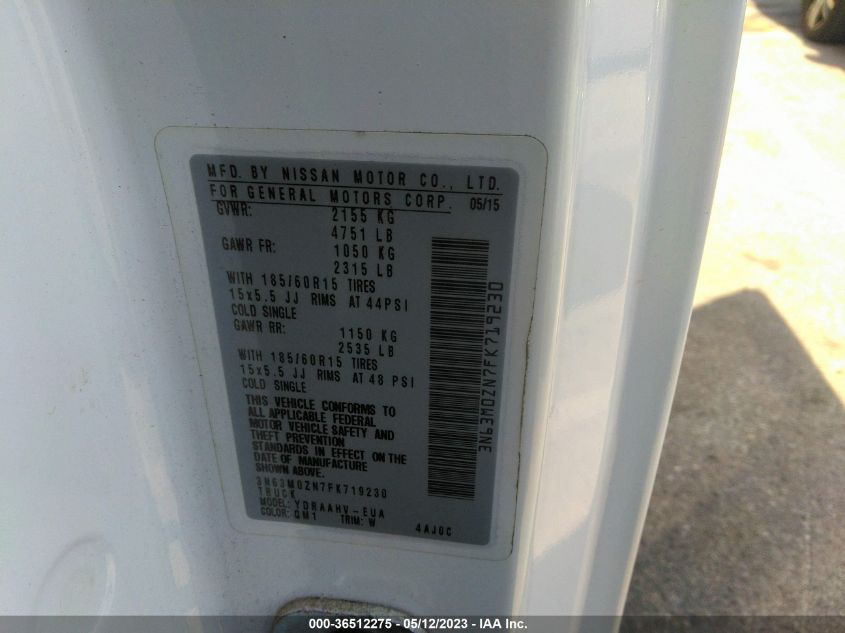 MFD. BY NISSAN MOTOR CO., LTD.
FOR GENERAL MOTORS CORP. 05/15
GVWR: 2155 KG
4751 LB
GAWR FR: 1050 KG
2315 LB
WITH 185/60R15 TIRES
15x5.5 JJ RIMS AT 44PSI
COLD SINGLE
GAWR RR: 1150 KG
2535 LB
WITH 185/60R15 TIRES
15x5.5 JJ RIMS AT 48 PSI
COLD SINGLE
THIS VEHICLE CONFORMS TO
ALL APPLICABLE FEDERAL
MOTOR VEHICLE SAFETY AND
THEFT PREVENTION
STANDARDS IN EFFECT ON THE
DATE OF MANUFACTURE
SHOWN ABOVE.
3N63M0ZN7FK719230
TRUCK
MODEL: YDRAAHV-EUA
COLOR: QM1 TRIM: W 4AJ0C
3N63M0ZN7FK719230
000-36512275 - 05/12/2023 - IAA Inc.